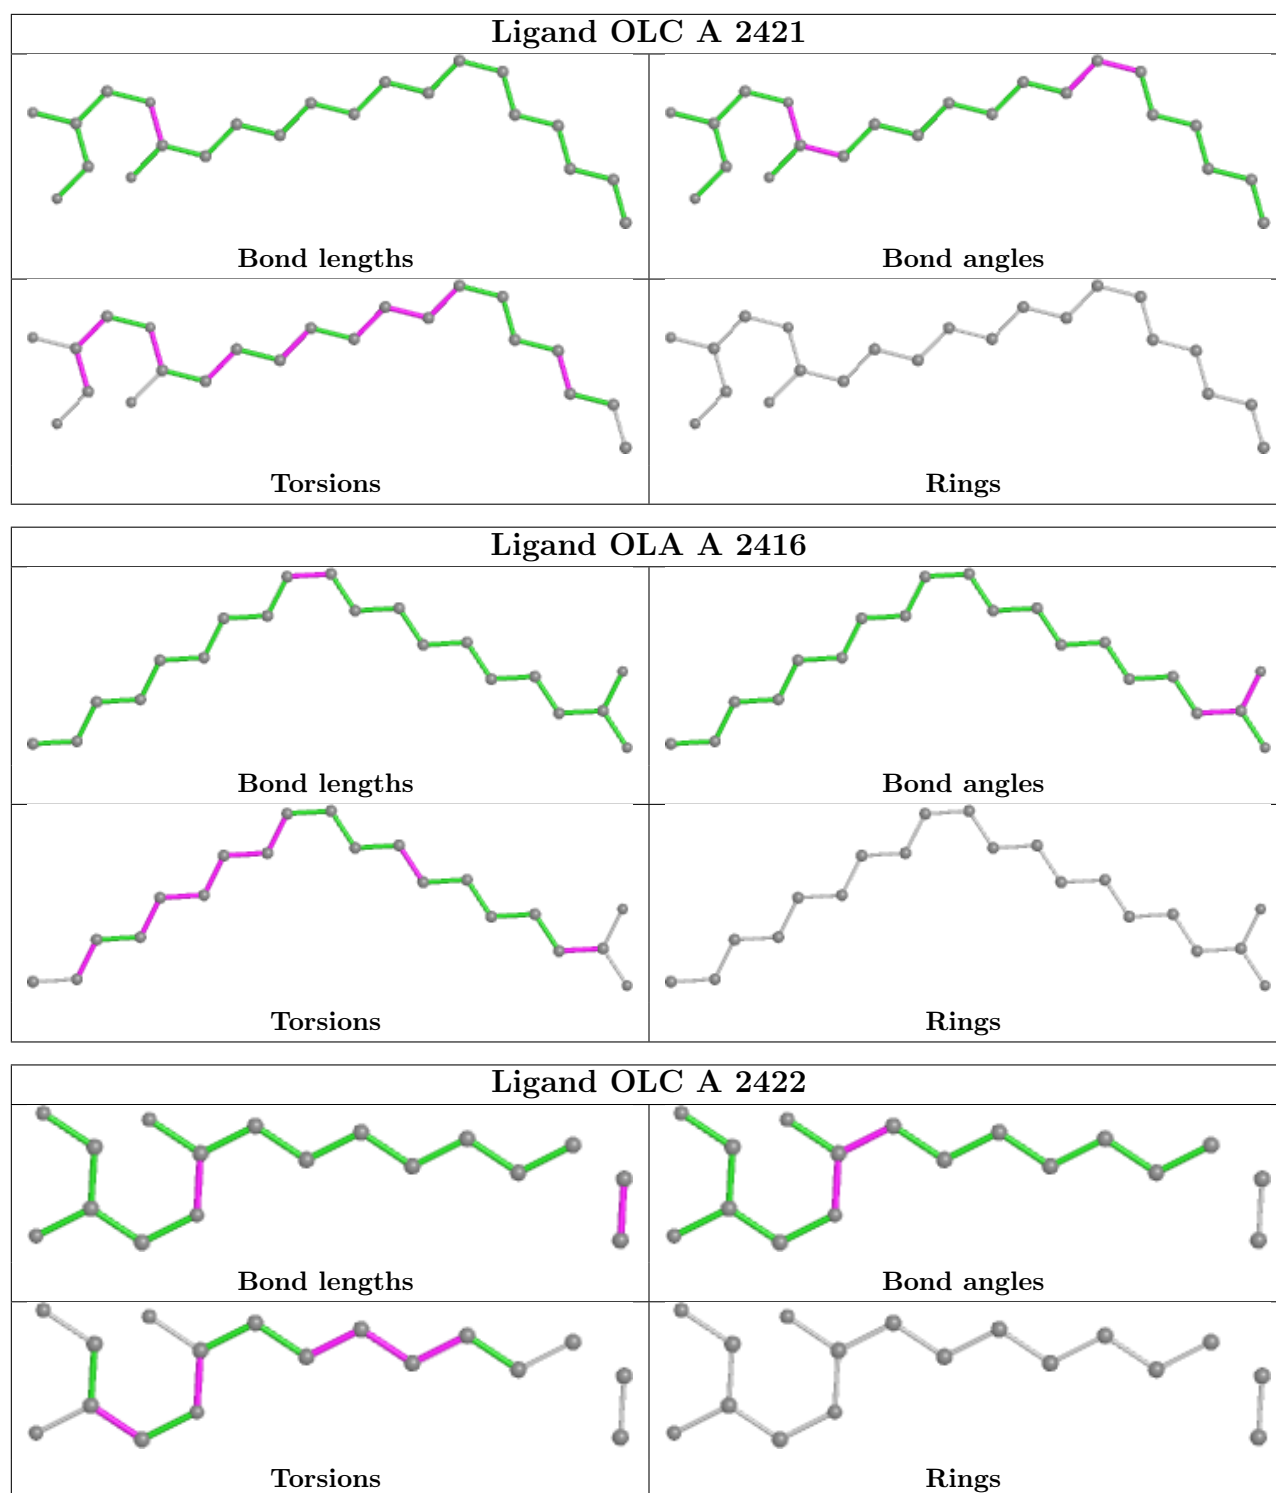 Ligand OLC A 2421
Bond lengths
Bond angles
Torsions
Rings
Ligand OLA A 2416
Bond lengths
Bond angles
Torsions
Rings
Ligand OLC A 2422
Bond lengths
Bond angles
Torsions
Rings